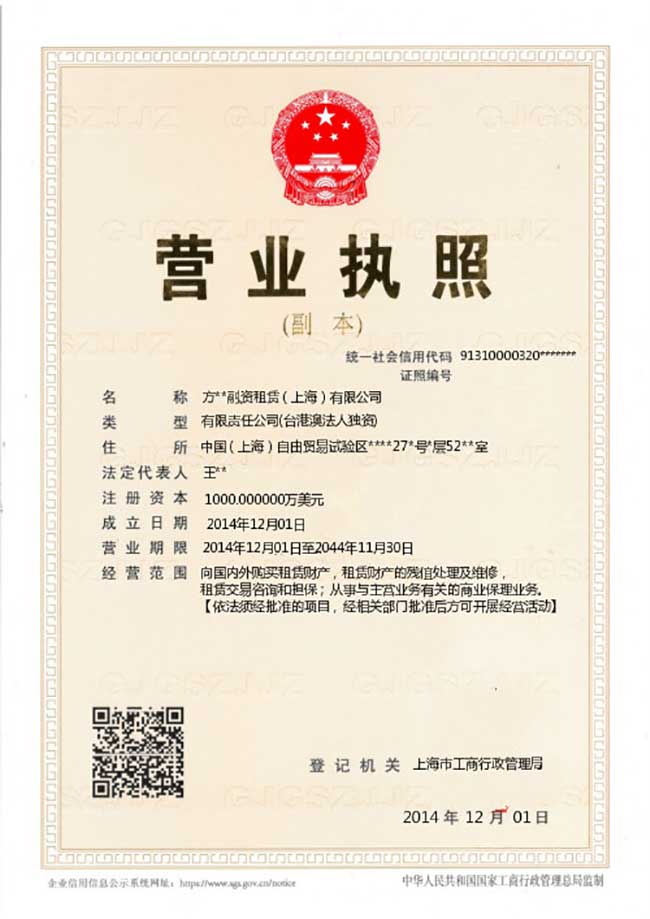 营业执照
(副 本)
统一社会信用代码 91310000320*******
证照编号
名 称 方**融资租赁（上海）有限公司
类 型 有限责任公司(台港澳法人独资)
住 所 中国（上海）自由贸易试验区****27*号*层52**室
法定代表人 王**
注册资本 1000.000000万美元
成立日期 2014年12月01日
营业期限 2014年12月01日至2044年11月30日
经营范围 向国内外购买租赁财产，租赁财产的残值处理及维修，
租赁交易咨询和担保；从事与主营业务有关的商业保理业务。
【依法须经批准的项目，经相关部门批准后方可开展经营活动】
登记机关 上海市工商行政管理局
2014 年 12 月 01 日
企业信用信息公示系统网址： https://www.sgs.gov.cn/notice
中华人民共和国国家工商行政管理总局监制